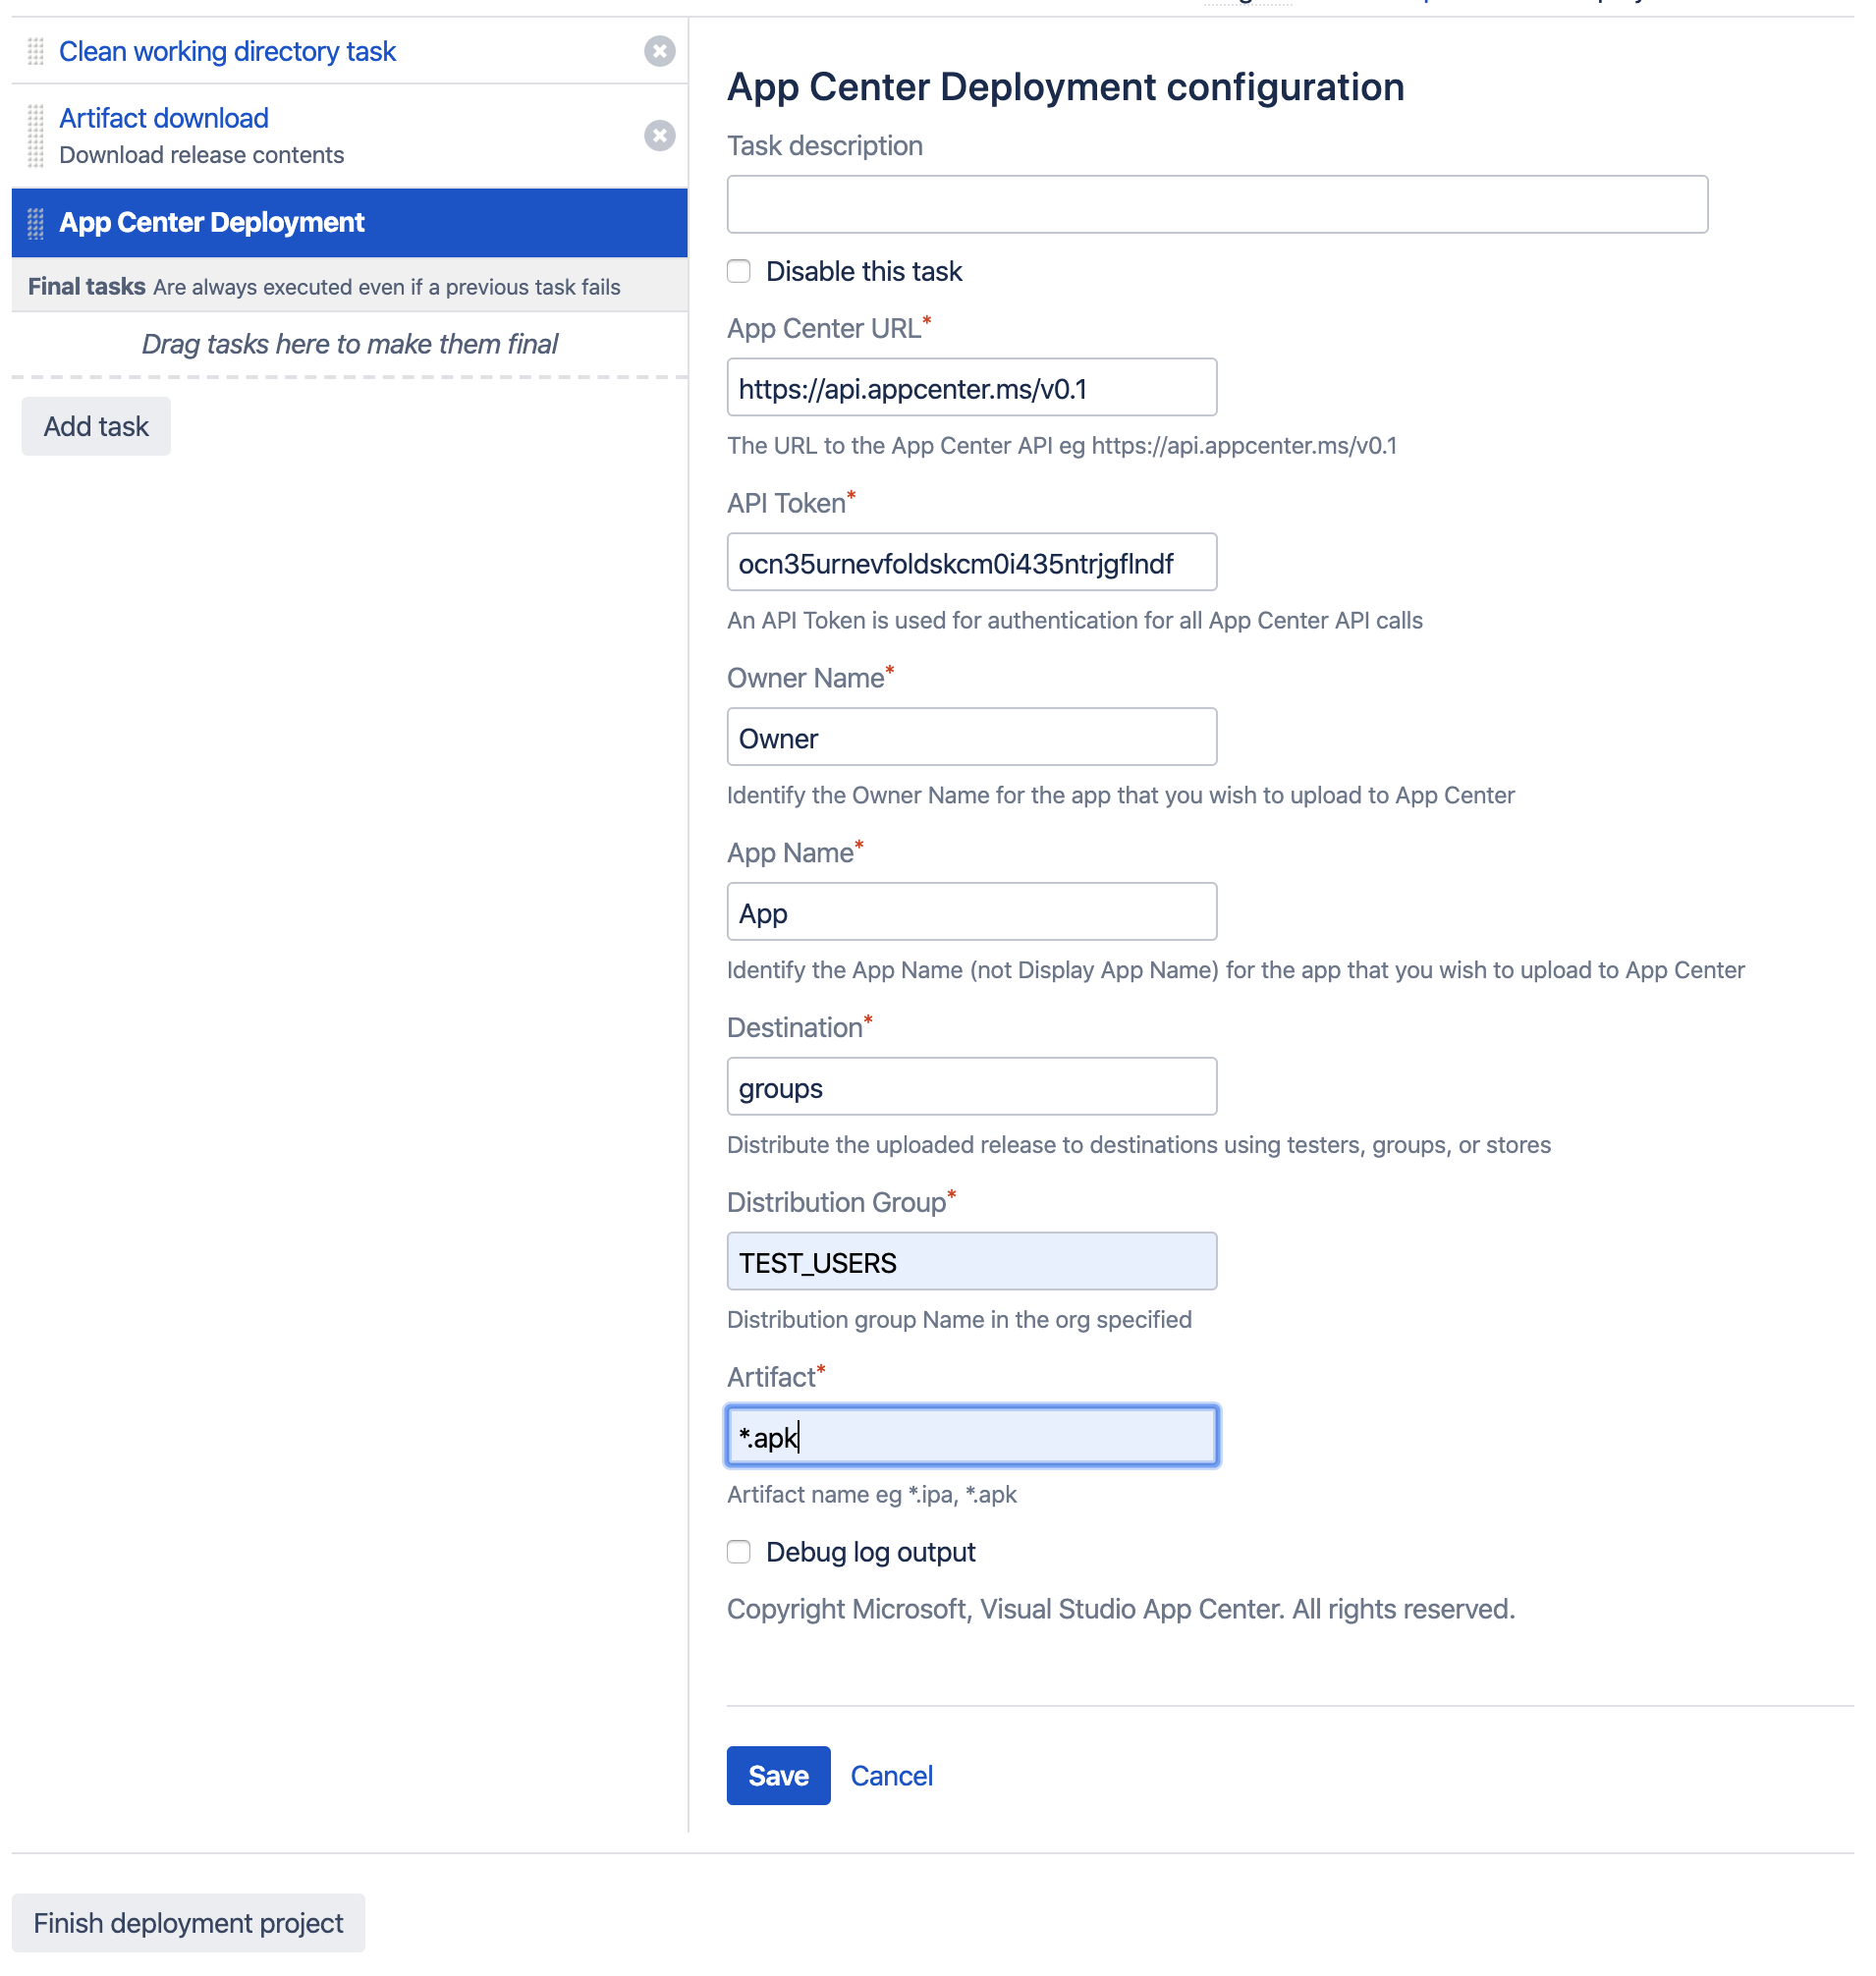 Clean working directory task
Artifact download
Download release contents
App Center Deployment
Final tasks Are always executed even if a previous task fails
Drag tasks here to make them final
Add task
App Center Deployment configuration
Task description
Disable this task
App Center URL*
https://api.appcenter.ms/v0.1
The URL to the App Center API eg https://api.appcenter.ms/v0.1
API Token*
ocn35urnevfoldskcm0i435ntrjgflndf
An API Token is used for authentication for all App Center API calls
Owner Name*
Owner
Identify the Owner Name for the app that you wish to upload to App Center
App Name*
App
Identify the App Name (not Display App Name) for the app that you wish to upload to App Center
Destination*
groups
Distribute the uploaded release to destinations using testers, groups, or stores
Distribution Group*
TEST_USERS
Distribution group Name in the org specified
Artifact*
*.apk
Artifact name eg *.ipa, *.apk
Debug log output
Copyright Microsoft, Visual Studio App Center. All rights reserved.
Save Cancel
Finish deployment project